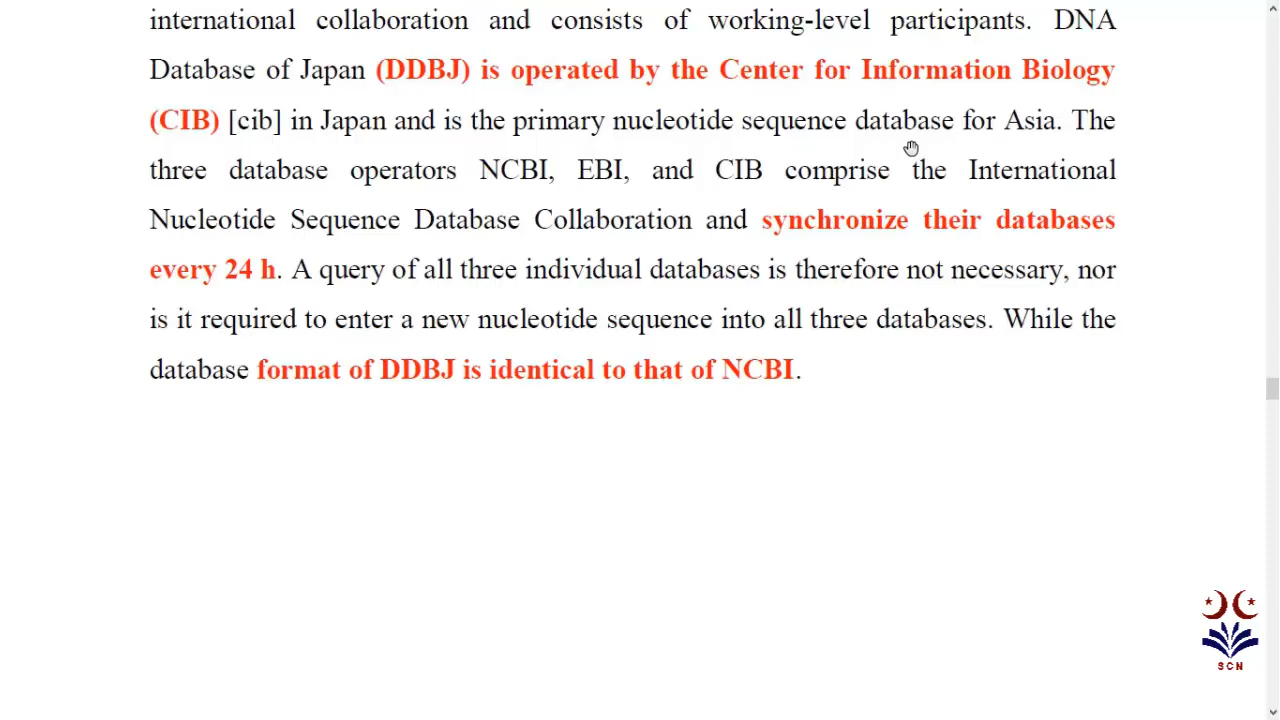 international collaboration and consists of working-level participants. DNA
Database of Japan (DDBJ) is operated by the Center for Information Biology
(CIB) [cib] in Japan and is the primary nucleotide sequence database for Asia. The
three database operators NCBI, EBI, and CIB comprise the International
Nucleotide Sequence Database Collaboration and synchronize their databases
every 24 h. A query of all three individual databases is therefore not necessary, nor
is it required to enter a new nucleotide sequence into all three databases. While the
database format of DDBJ is identical to that of NCBI.
SCN